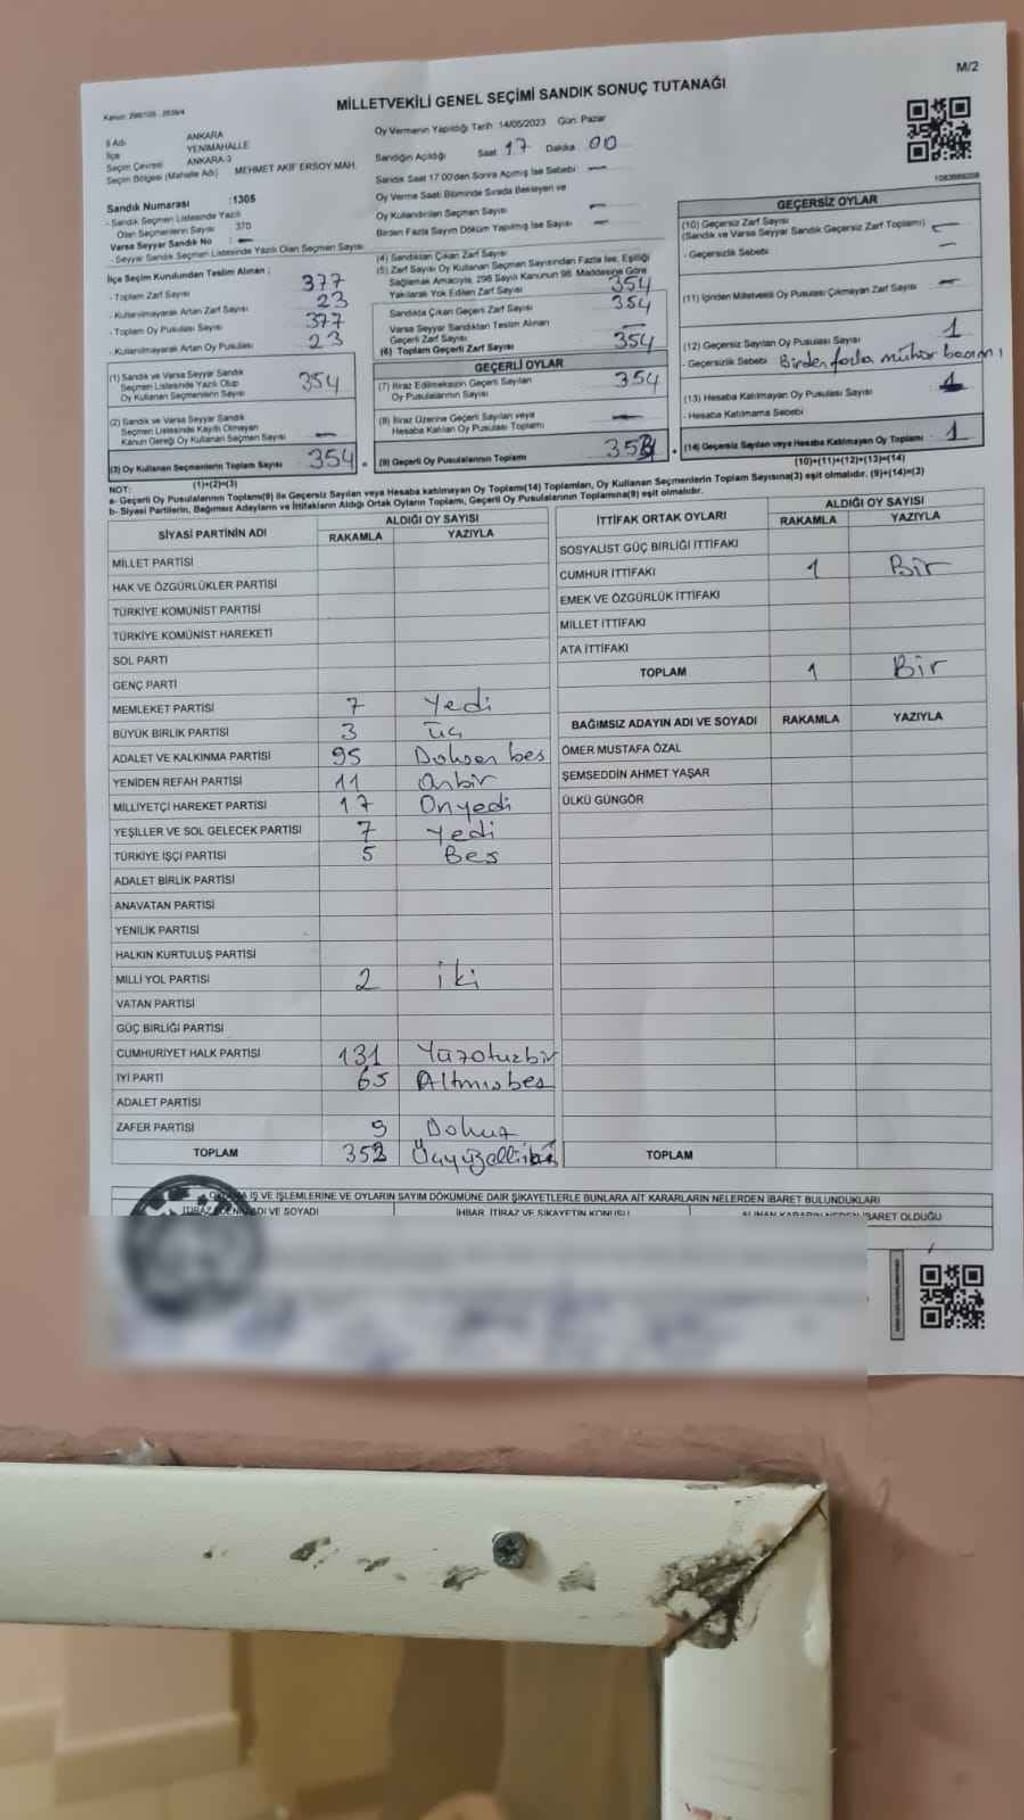 M/2
MİLLETVEKİLİ GENEL SEÇİMİ SANDIK SONUÇ TUTANAĞI
İl Adı ANKARA
İlçe YENİMAHALLE
Seçim Çevresi ANKARA-3
Seçim Bölgesi (Mahalle Adı) MEHMET AKİF ERSOY MAH.
Sandık Numarası :1305
- Sandık Seçmen Listesinde Yazılı
Olan Seçmenlerin Sayısı 370
Varsa Seyyar Sandık No : —
- Seyyar Seçmen Listesinde Yazılı Olan Seçmen Sayısı
İlçe Seçim Kurulundan Teslim Alınan :
- Toplam Zarf Sayısı 377
- Kullanılmayarak Artan Zarf Sayısı 23
- Toplam Oy Pusulası Sayısı 377
- Kullanılmayarak Artan Oy Pusulası 23
(1) Sandık ve Varsa Seyyar Sandık
Seçmen Listesinde Yazılı Olup
Oy Kullanan Seçmenlerin Sayısı 354
(2) Sandık ve Varsa Seyyar Sandık
Seçmen Listesinde Kayıtlı Olmayan
Kanun Gereği Oy Kullanan Seçmen Sayısı —
(3) Oy Kullanan Seçmenlerin Toplam Sayısı 354
(1)+(2)=(3)
Oy Vermenin Yapıldığı Tarih :14/05/2023 Gün: Pazar
Sandığın Açıldığı Saat 17 Dakika 00
Sandık Saat 17:00'den Sonra Açılmış İse Sebebi —
Oy Verme Saati Bitiminde Sırada Bekleyen ve
Oy Kullandırılan Seçmen Sayısı —
Birden Fazla Sayım Döküm Yapılmış İse Sayısı —
(4) Sandıktan Çıkan Zarf Sayısı
(5) Zarf Sayısı Oy Kullanan Seçmen Sayısından Fazla İse, Eşitliği
Sağlamak Amacıyla, 298 Sayılı Kanunun 98. Maddesine Göre
Yakılarak Yok Edilen Zarf Sayısı 354
Sandıkta Çıkan Geçerli Zarf Sayısı 354
Varsa Seyyar Sandıktan Teslim Alınan
Geçerli Zarf Sayısı —
(6) Toplam Geçerli Zarf Sayısı 354
GEÇERLİ OYLAR
(7) İtiraz Edilmeksizin Geçerli Sayılan
Oy Pusulalarının Sayısı 354
(8) İtiraz Üzerine Geçerli Sayılan veya
Hesaba Katılan Oy Pusulası Toplamı —
(9) Geçerli Oy Pusulalarının Toplamı 353
GEÇERSİZ OYLAR
(10) Geçersiz Zarf Sayısı
(Sandık ve Varsa Seyyar Sandık Geçersiz Zarf Toplamı) —
- Geçersizlik Sebebi —
(11) İçinden Milletvekili Oy Pusulası Çıkmayan Zarf Sayısı —
(12) Geçersiz Sayılan Oy Pusulası Sayısı 1
- Geçersizlik Sebebi Birden fazla mühür basımı
(13) Hesaba Katılmayan Oy Pusulası Sayısı
- Hesaba Katılmama Sebebi
(14) Geçersiz Sayılan veya Hesaba Katılmayan Oy Toplamı 1
(10)+(11)+(12)+(13)=(14)
NOT:
a- Geçerli Oy Pusulalarının Toplamı(9) ile Geçersiz Sayılan veya Hesaba katılmayan Oy Toplamı(14) Toplamları, Oy Kullanan Seçmenlerin Toplam Sayısına(3) eşit olmalıdır. (9)+(14)=(3)
b- Siyasi Partilerin, Bağımsız Adayların ve İttifakların Aldığı Ortak Oyların Toplamı, Geçerli Oy Pusulalarının Toplamına(9) eşit olmalıdır.
SİYASİ PARTİNİN ADI ALDIĞI OY SAYISI
RAKAMLA YAZIYLA
MİLLET PARTİSİ
HAK VE ÖZGÜRLÜKLER PARTİSİ
TÜRKİYE KOMÜNİST PARTİSİ
TÜRKİYE KOMÜNİST HAREKETİ
SOL PARTİ
GENÇ PARTİ
MEMLEKET PARTİSİ 7 Yedi
BÜYÜK BİRLİK PARTİSİ 3 üç
ADALET VE KALKINMA PARTİSİ 95 Doksan beş
YENİDEN REFAH PARTİSİ 11 Onbir
MİLLİYETÇİ HAREKET PARTİSİ 17 Onyedi
YEŞİLLER VE SOL GELECEK PARTİSİ 7 Yedi
TÜRKİYE İŞÇİ PARTİSİ 5 Beş
ADALET BİRLİK PARTİSİ
ANAVATAN PARTİSİ
YENİLİK PARTİSİ
HALKIN KURTULUŞ PARTİSİ
MİLLİ YOL PARTİSİ 2 iki
VATAN PARTİSİ
GÜÇ BİRLİĞİ PARTİSİ
CUMHURİYET HALK PARTİSİ 131 Yüzotuzbir
İYİ PARTİ 65 Altmışbeş
ADALET PARTİSİ
ZAFER PARTİSİ 9 Dokuz
TOPLAM 352 Üçyüzelliiki
İTTİFAK ORTAK OYLARI ALDIĞI OY SAYISI
RAKAMLA YAZIYLA
SOSYALİST GÜÇ BİRLİĞİ İTTİFAKI
CUMHUR İTTİFAKI 1 Bir
EMEK VE ÖZGÜRLÜK İTTİFAKI
MİLLET İTTİFAKI
ATA İTTİFAKI
TOPLAM 1 Bir
BAĞIMSIZ ADAYIN ADI VE SOYADI RAKAMLA YAZIYLA
ÖMER MUSTAFA ÖZAL
ŞEMSEDDİN AHMET YAŞAR
ÜLKÜ GÜNGÖR
TOPLAM
İŞ VE İŞLEMLERİNE VE OYLARIN SAYIM DÖKÜMÜNE DAİR ŞİKAYETLERLE BUNLARA AİT KARARLARIN NELERDEN İBARET BULUNDUKLARI
İTİRAZ EDENİN ADI VE SOYADI İHBAR, İTİRAZ VE ŞİKAYETİN KONUSU ALINAN KARARIN NEDEN İBARET OLDUĞU